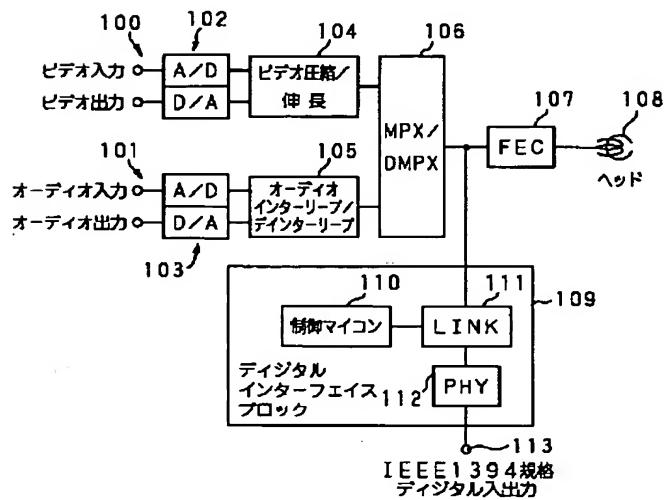 100
102
104
106
ビデオ入力
A/D
ビデオ圧縮/
伸長
ビデオ出力
D/A
107
108
MPX/
DMPX
FEC
ヘッド
101
105
オーディオ入力
A/D
オーディオ
インターリーブ/
デインターリーブ
オーディオ出力
D/A
103
110
111
109
制御マイコン
LINK
ディジタル
インターフェイス
ブロック
112
PHY
113
IEEE1394規格
ディジタル入出力